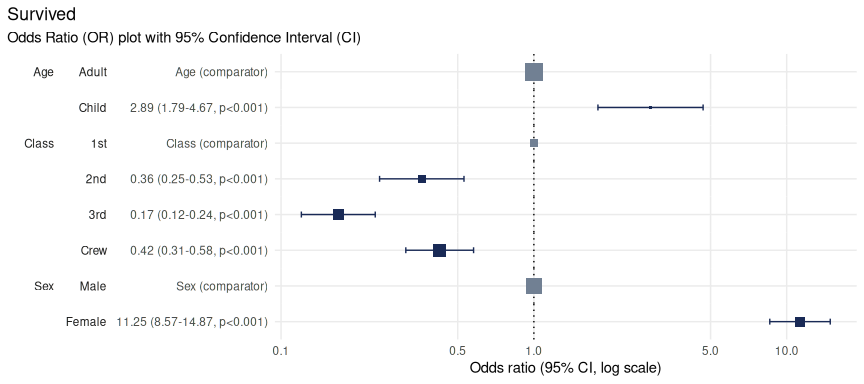 Survived
Odds Ratio (OR) plot with 95% Confidence Interval (CI)
Age Adult Age (comparator)
Child 2.89 (1.79-4.67, p<0.001)
Class 1st Class (comparator)
2nd 0.36 (0.25-0.53, p<0.001)
3rd 0.17 (0.12-0.24, p<0.001)
Crew 0.42 (0.31-0.58, p<0.001)
Sex Male Sex (comparator)
Female 11.25 (8.57-14.87, p<0.001)
0.1 0.5 1.0 5.0 10.0
Odds ratio (95% CI, log scale)